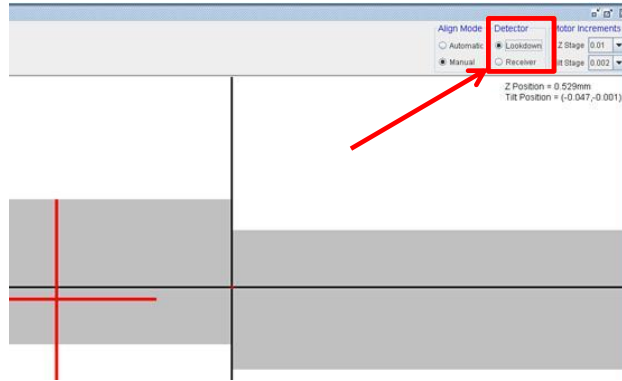 Align Mode Detector Motor Increments
Automatic Lookdown Z Stage 0.01
Manual Receiver Tilt Stage 0.002
Z Position = 0.529mm
Tilt Position = (-0.047,-0.001)